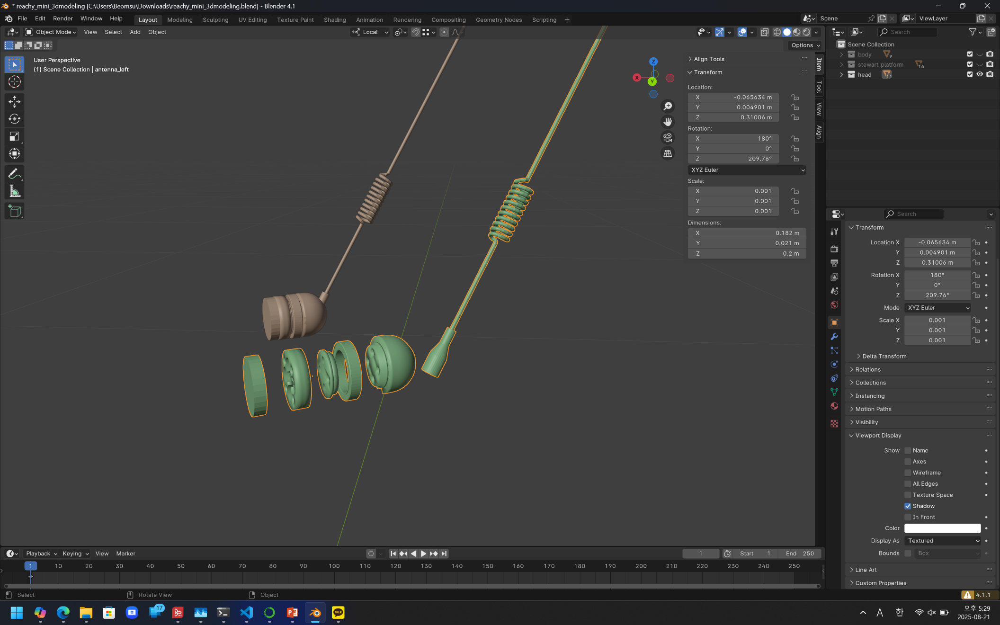 * reachy_mini_3dmodeling [C:\Users\Beomsu\Downloads\reachy_mini_3dmodeling.blend] - Blender 4.1
File Edit Render Window Help Layout Modeling Sculpting UV Editing Texture Paint Shading Animation Rendering Compositing Geometry Nodes Scripting +
Scene ViewLayer
Object Mode View Select Add Object Local
Search
Options
User Perspective
(1) Scene Collection | antenna_left
Z
X
Y
Align Tools
Transform
Location:
X -0.065634 m
Y 0.004901 m
Z 0.31006 m
Rotation:
X 180°
Y 0°
Z 209.76°
XYZ Euler
Scale:
X 0.001
Y 0.001
Z 0.001
Dimensions:
X 0.182 m
Y 0.021 m
Z 0.2 m
Item
Tool
View
Align
Scene Collection
body 9
stewart_platform 16
head 11
Search
Transform
Location X -0.065634 m
Y 0.004901 m
Z 0.31006 m
Rotation X 180°
Y 0°
Z 209.76°
Mode XYZ Euler
Scale X 0.001
Y 0.001
Z 0.001
Delta Transform
Relations
Collections
Instancing
Motion Paths
Visibility
Viewport Display
Show Name
Axes
Wireframe
All Edges
Texture Space
Shadow
In Front
Color
Display As Textured
Bounds Box
Line Art
Custom Properties
Playback Keying View Marker 1 Start 1 End 250
1 10 20 30 40 50 60 70 80 90 100 110 120 130 140 150 160 170 180 190 200 210 220 230 240 250
Select Rotate View Object 4.1.1
17
TALK
A 한
오후 5:29
2025-08-21